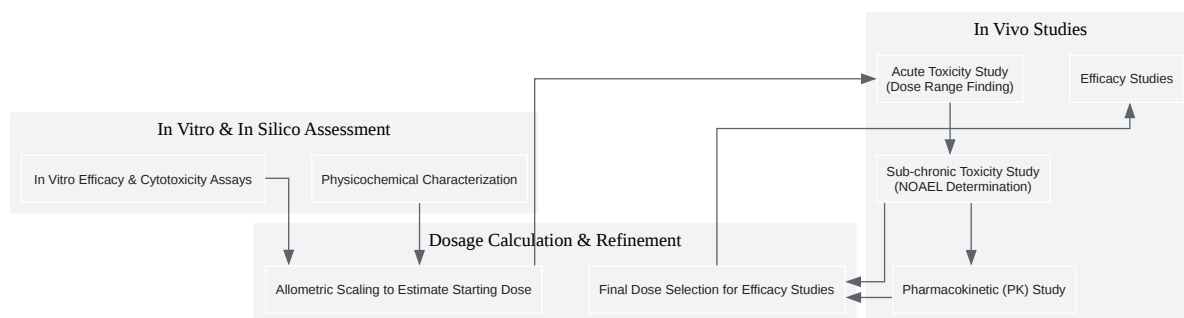 In Vivo Studies
Acute Toxicity Study
(Dose Range Finding)
Efficacy Studies
In Vitro & In Silico Assessment
In Vitro Efficacy & Cytotoxicity Assays
Physicochemical Characterization
Sub-chronic Toxicity Study
(NOAEL Determination)
Dosage Calculation & Refinement
Allometric Scaling to Estimate Starting Dose
Final Dose Selection for Efficacy Studies
Pharmacokinetic (PK) Study